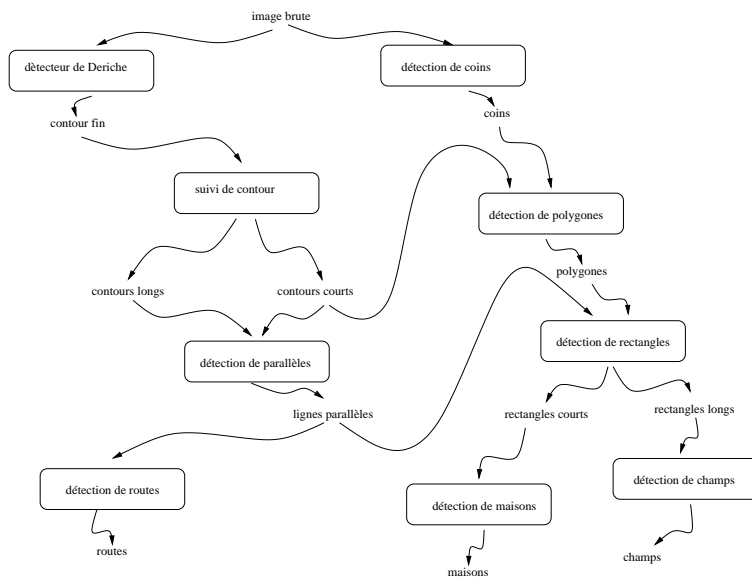 image brute
dètecteur de Deriche
détection de coins
contour fin
coins
suivi de contour
détection de polygones
polygones
contours longs
contours courts
détection de rectangles
détection de parallèles
lignes parallèles
rectangles courts
rectangles longs
détection de routes
détection de maisons
détection de champs
routes
champs
maisons